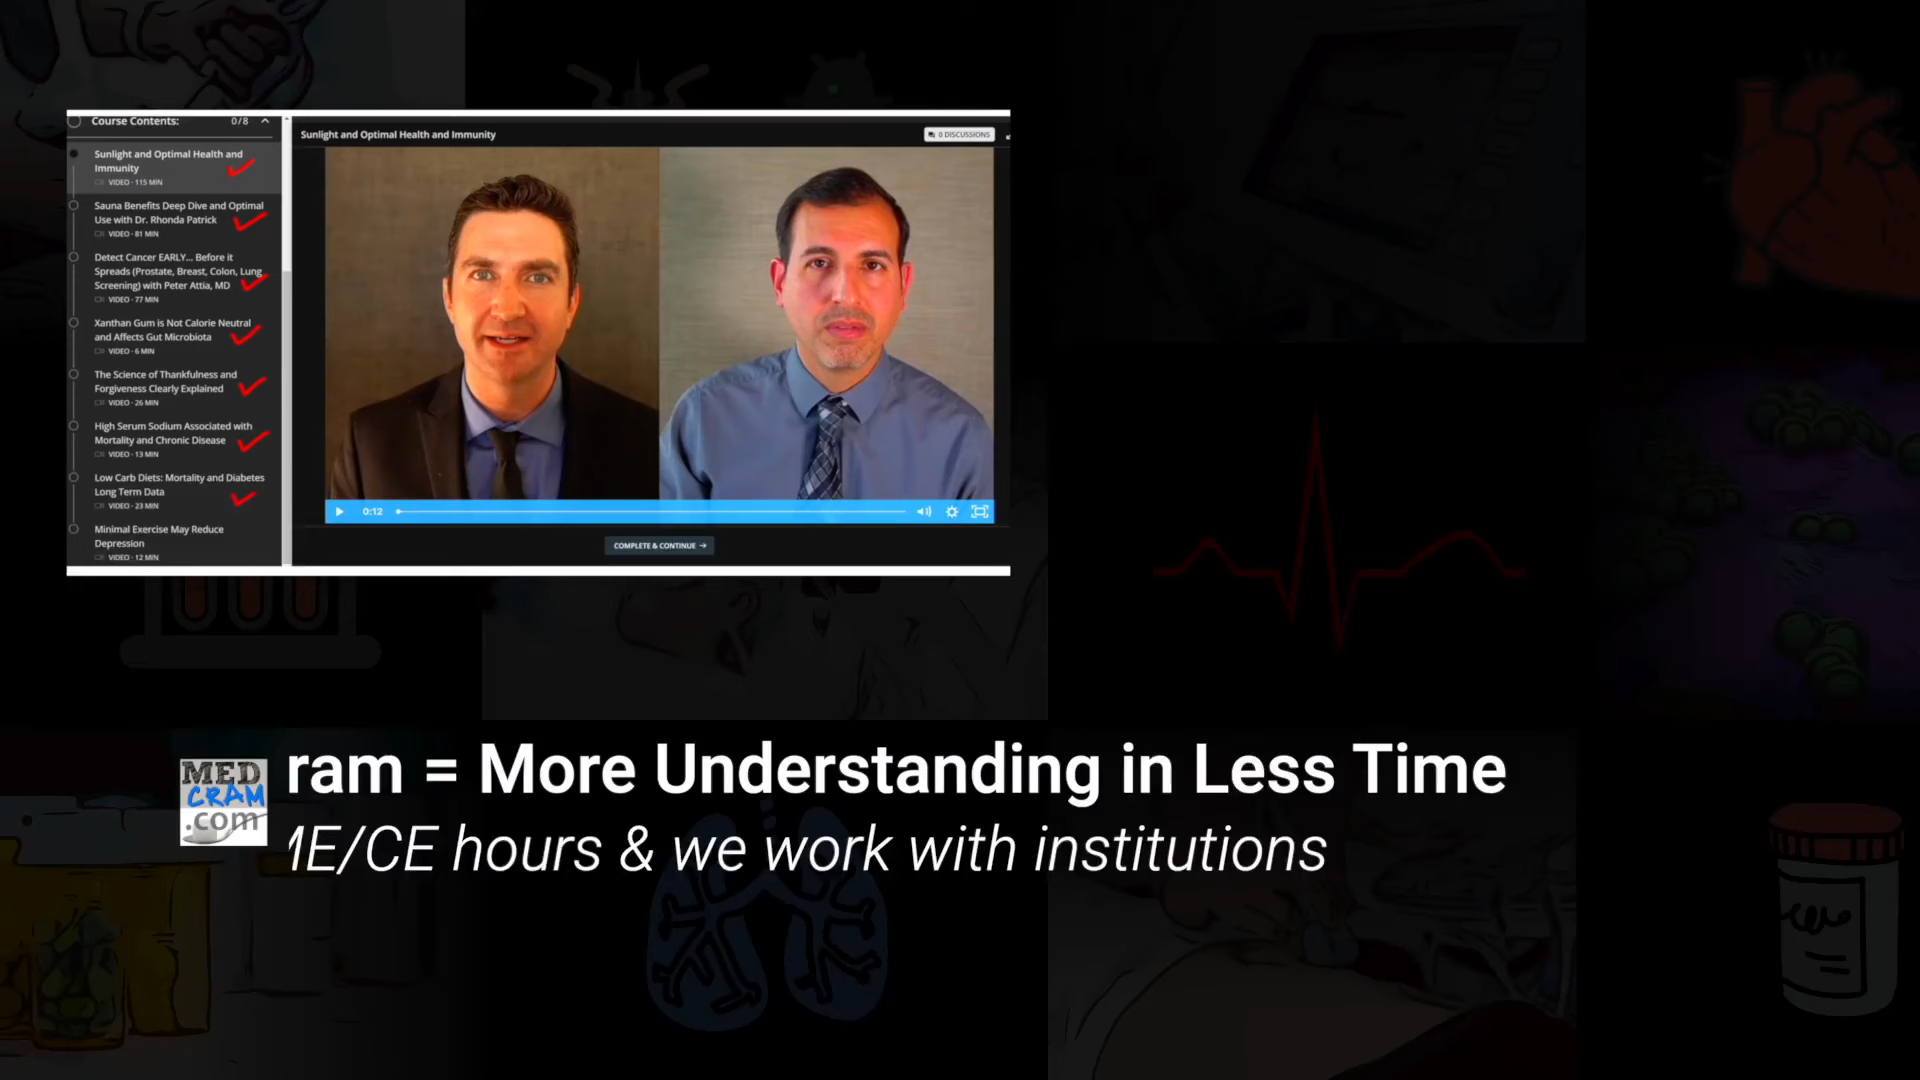 Course Contents: 0/8
Sunlight and Optimal Health and
Immunity
VIDEO · 115 MIN
Sauna Benefits Deep Dive and Optimal
Use with Dr. Rhonda Patrick
VIDEO · 81 MIN
Detect Cancer EARLY... Before it
Spreads (Prostate, Breast, Colon, Lung
Screening) with Peter Attia, MD
VIDEO · 77 MIN
Xanthan Gum is Not Calorie Neutral
and Affects Gut Microbiota
VIDEO · 6 MIN
The Science of Thankfulness and
Forgiveness Clearly Explained
VIDEO · 26 MIN
High Serum Sodium Associated with
Mortality and Chronic Disease
VIDEO · 13 MIN
Low Carb Diets: Mortality and Diabetes
Long Term Data
VIDEO · 23 MIN
Minimal Exercise May Reduce
Depression
VIDEO · 12 MIN
Sunlight and Optimal Health and Immunity
0 DISCUSSIONS
0:12
COMPLETE & CONTINUE →
MED
CRAM
.com
ram = More Understanding in Less Time
ME/CE hours & we work with institutions